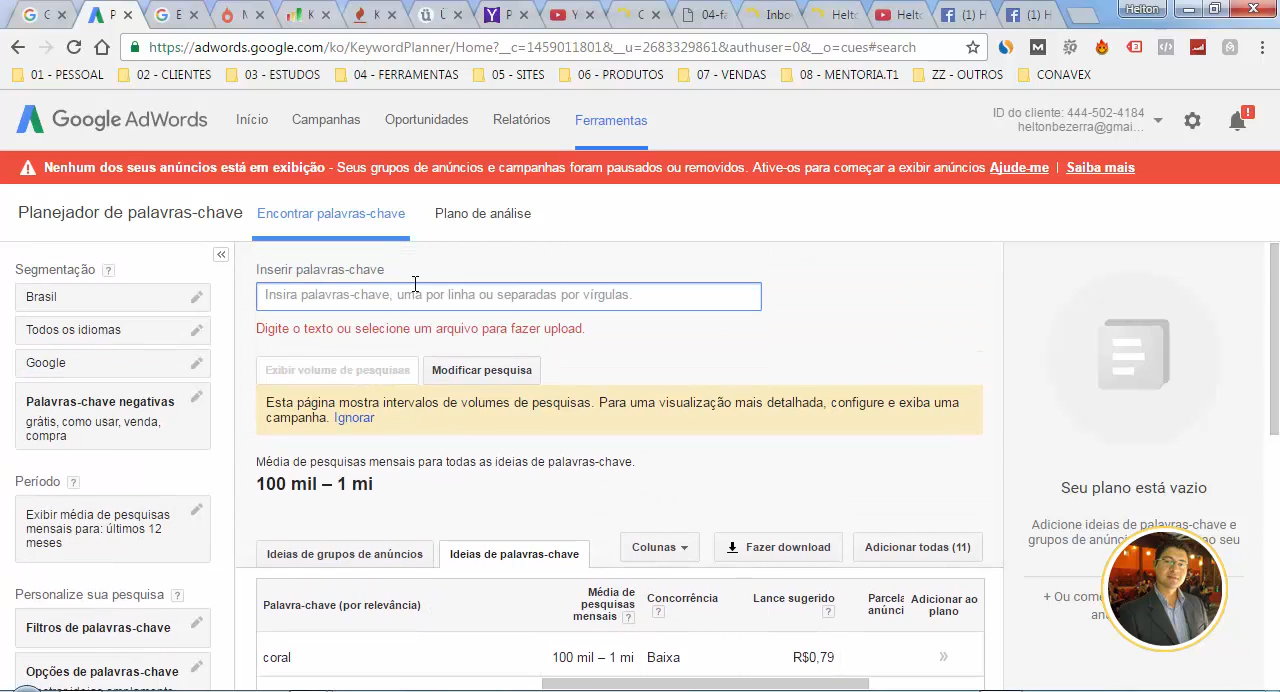 Helton
https://adwords.google.com/ko/KeywordPlanner/Home?__c=1459011801&__u=2683329861&authuser=0&__o=cues#search
01 - PESSOAL 02 - CLIENTES 03 - ESTUDOS 04 - FERRAMENTAS 05 - SITES 06 - PRODUTOS 07 - VENDAS 08 - MENTORIA.T1 ZZ - OUTROS CONAVEX
Google AdWords Início Campanhas Oportunidades Relatórios Ferramentas
ID do cliente: 444-502-4184
heltonbezerra@gmai...
Nenhum dos seus anúncios está em exibição - Seus grupos de anúncios e campanhas foram pausados ou removidos. Ative-os para começar a exibir anúncios Ajude-me | Saiba mais
Planejador de palavras-chave Encontrar palavras-chave Plano de análise
Segmentação ?
Brasil
Todos os idiomas
Google
Palavras-chave negativas
grátis, como usar, venda,
compra
Período ?
Exibir média de pesquisas
mensais para: últimos 12
meses
Personalize sua pesquisa ?
Filtros de palavras-chave
Opções de palavras-chave
Inserir palavras-chave
Insira palavras-chave, uma por linha ou separadas por vírgulas.
Digite o texto ou selecione um arquivo para fazer upload.
Exibir volume de pesquisas Modificar pesquisa
Esta página mostra intervalos de volumes de pesquisas. Para uma visualização mais detalhada, configure e exiba uma
campanha. Ignorar
Média de pesquisas mensais para todas as ideias de palavras-chave.
100 mil – 1 mi
Ideias de grupos de anúncios Ideias de palavras-chave Colunas Fazer download Adicionar todas (11)
Palavra-chave (por relevância)
Média de
pesquisas
mensais ?
Concorrência
?
Lance sugerido
?
Parcela
Adicionar ao
plano
coral 100 mil – 1 mi Baixa R$0,79 »
Seu plano está vazio
Adicione ideias de palavras-chave e
grupos de anúncios ao seu